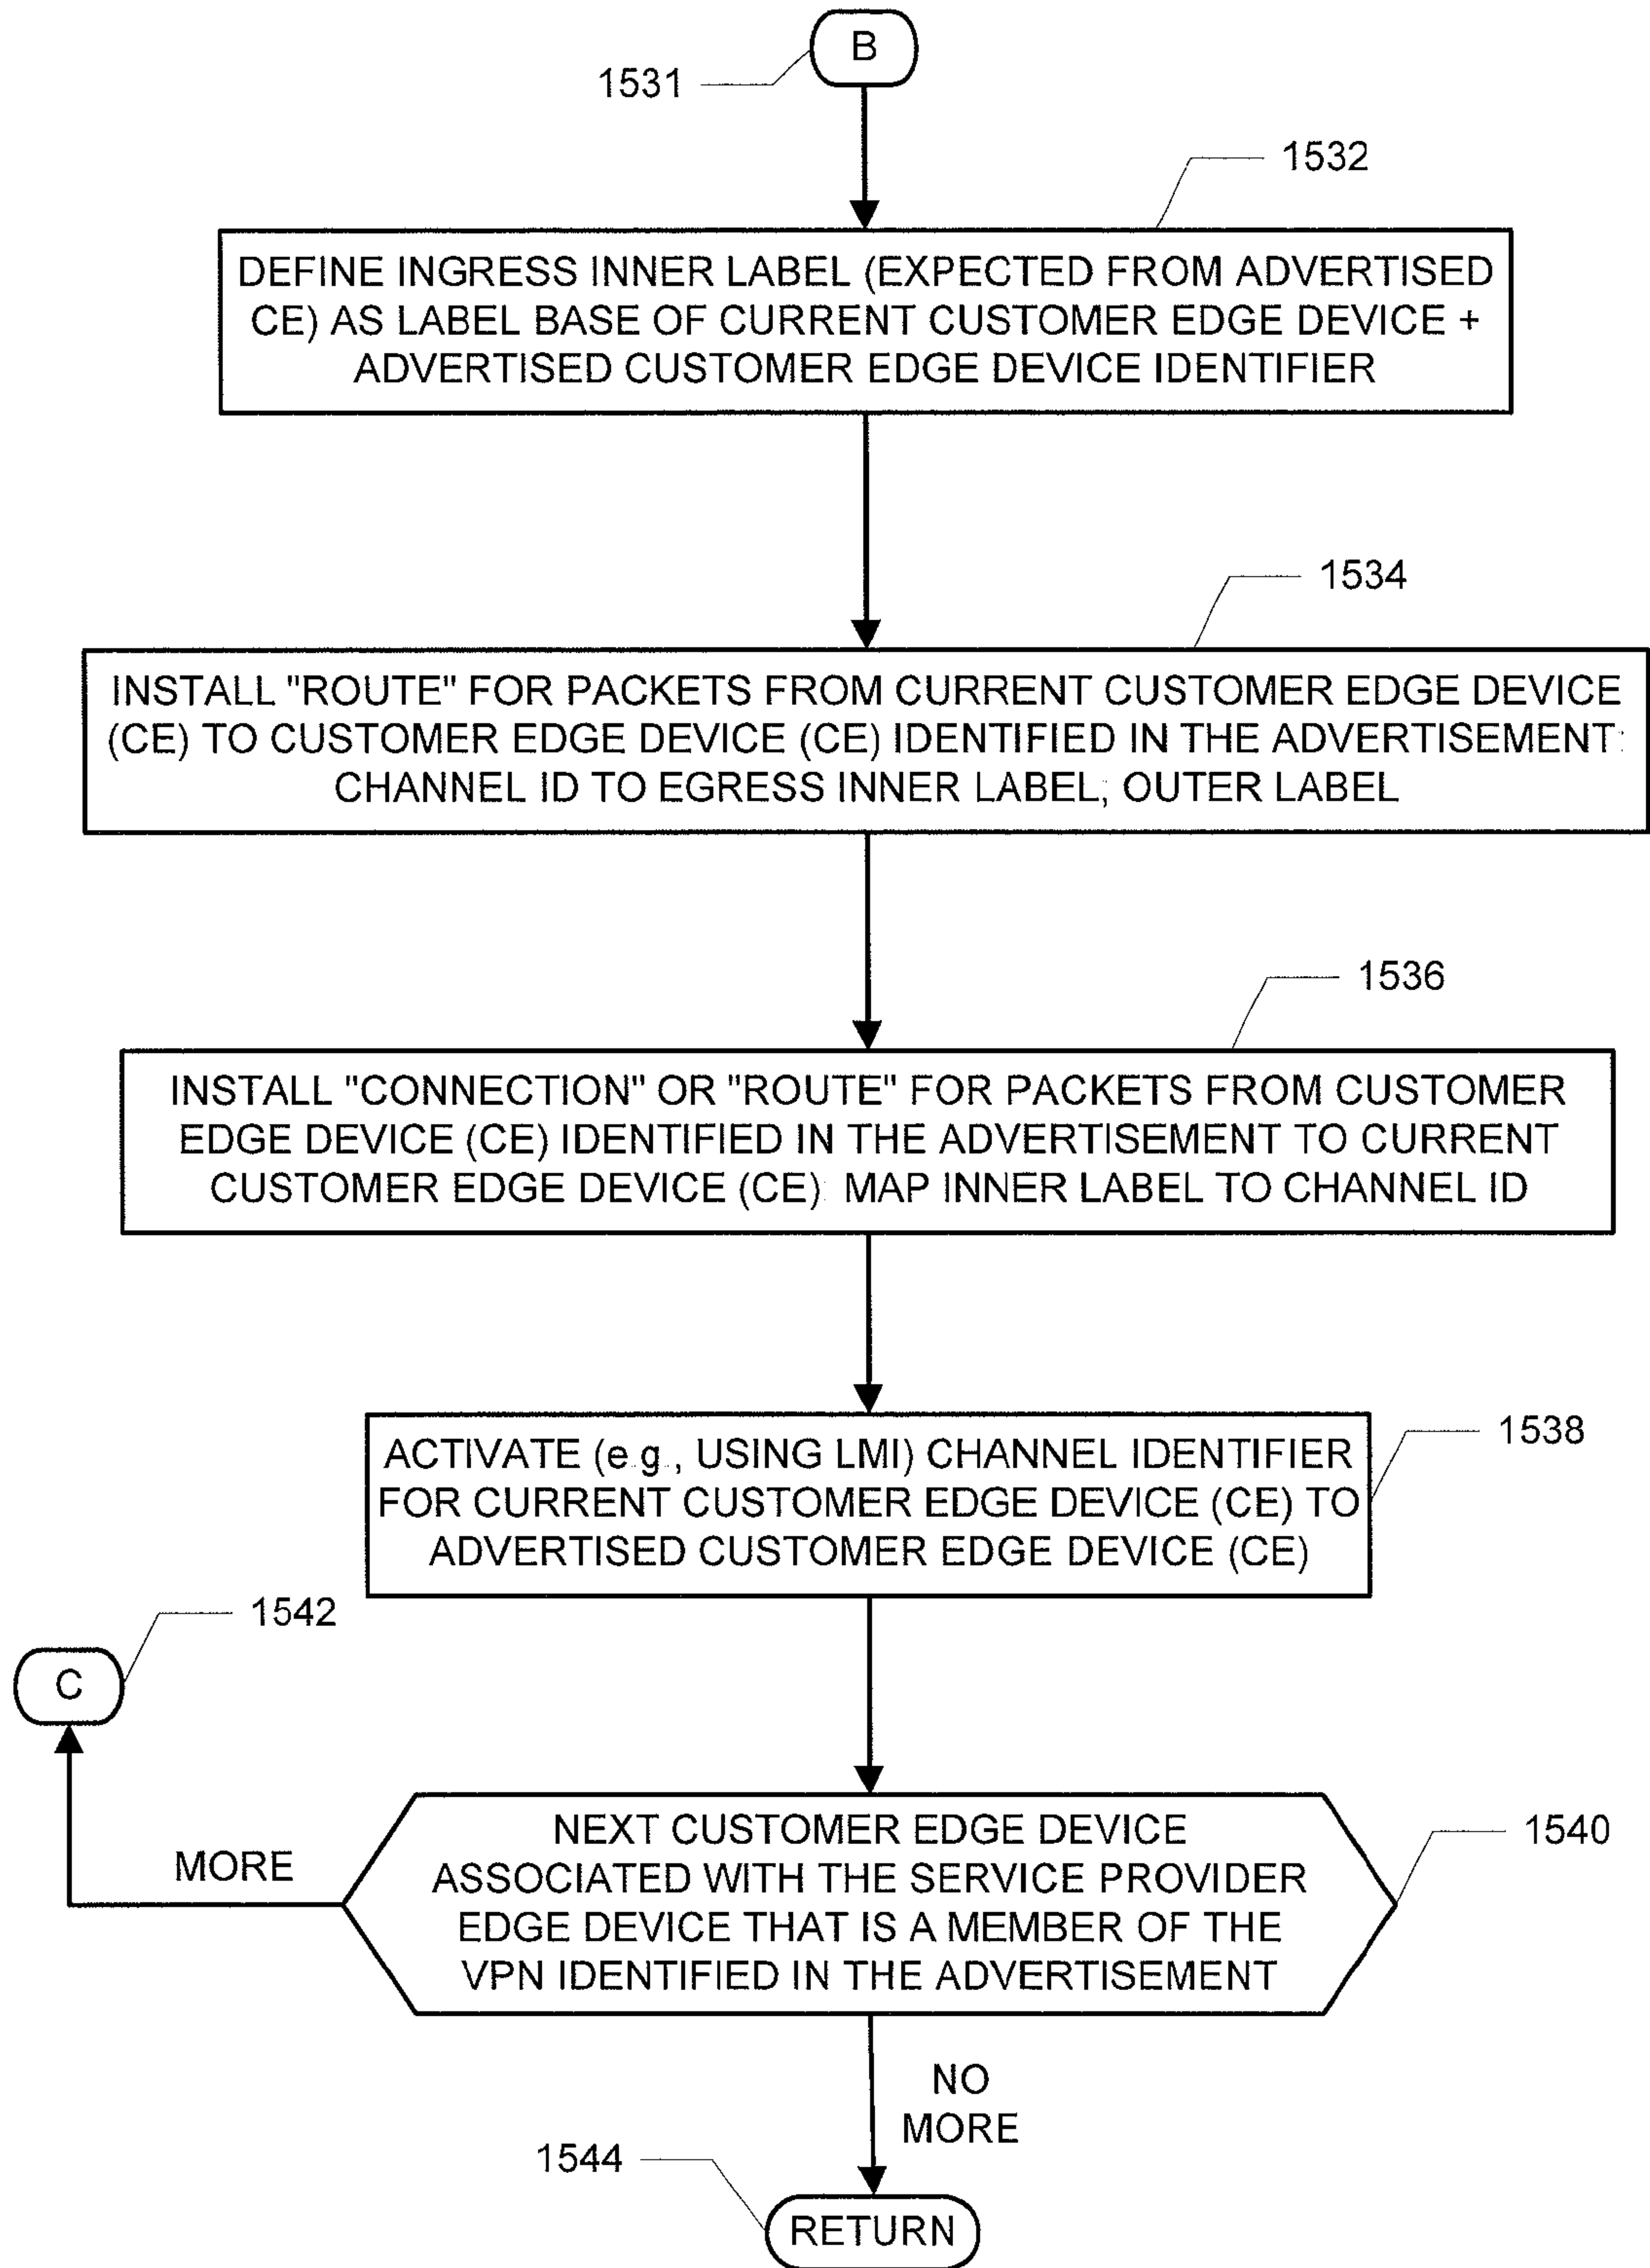 B
1531
1532
DEFINE INGRESS INNER LABEL (EXPECTED FROM ADVERTISED
CE) AS LABEL BASE OF CURRENT CUSTOMER EDGE DEVICE +
ADVERTISED CUSTOMER EDGE DEVICE IDENTIFIER
1534
INSTALL "ROUTE" FOR PACKETS FROM CURRENT CUSTOMER EDGE DEVICE
(CE) TO CUSTOMER EDGE DEVICE (CE) IDENTIFIED IN THE ADVERTISEMENT:
CHANNEL ID TO EGRESS INNER LABEL; OUTER LABEL
1536
INSTALL "CONNECTION" OR "ROUTE" FOR PACKETS FROM CUSTOMER
EDGE DEVICE (CE) IDENTIFIED IN THE ADVERTISEMENT TO CURRENT
CUSTOMER EDGE DEVICE (CE): MAP INNER LABEL TO CHANNEL ID
1538
ACTIVATE (e.g., USING LMI) CHANNEL IDENTIFIER
FOR CURRENT CUSTOMER EDGE DEVICE (CE) TO
ADVERTISED CUSTOMER EDGE DEVICE (CE)
1542
C
MORE
NEXT CUSTOMER EDGE DEVICE
ASSOCIATED WITH THE SERVICE PROVIDER
EDGE DEVICE THAT IS A MEMBER OF THE
VPN IDENTIFIED IN THE ADVERTISEMENT
1540
NO
MORE
1544
RETURN